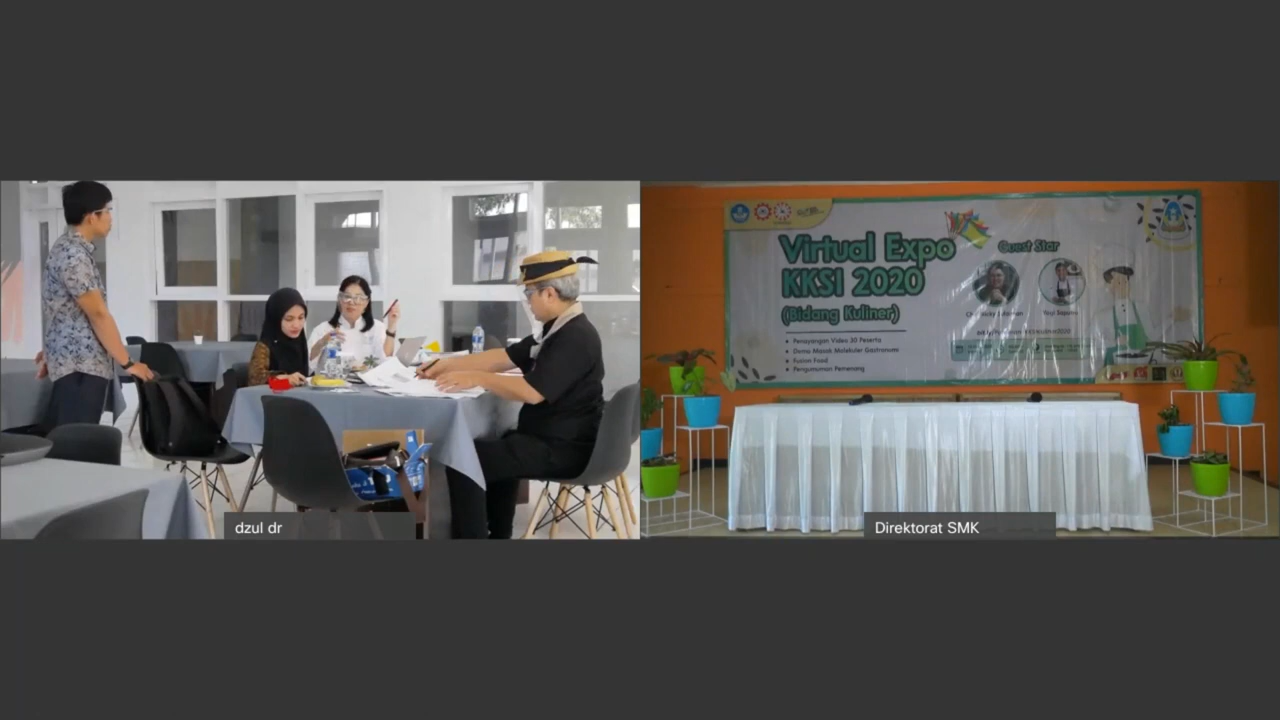 Virtual Expo
KKSI 2020
(Bidang Kuliner)
Guest Star
• Penayangan Video 30 Peserta
• Demo Masak Molekuler Gastronomi
• Fusion Food
• Pengumuman Pemenang
dzul dr
Direktorat SMK